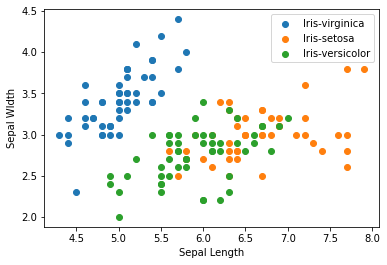 4.5
4.0
3.5
3.0
2.5
2.0
Sepal Width
Iris-virginica
Iris-setosa
Iris-versicolor
4.5 5.0 5.5 6.0 6.5 7.0 7.5 8.0
Sepal Length